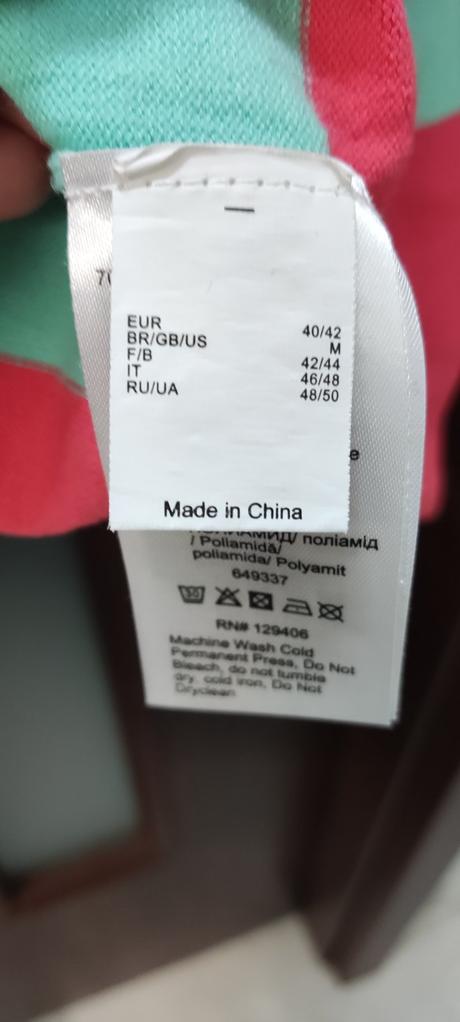 EUR 40/42
BR/GB/US M
F/B 42/44
IT 46/48
RU/UA 48/50
Made in China
поліамід
/ Poliamidă/
poliamida/ Polyamit
649337
30
RN# 129406
Machine Wash Cold
Permanent Press, Do Not
Bleach, do not tumble
dry, cold iron, Do Not
Dryclean